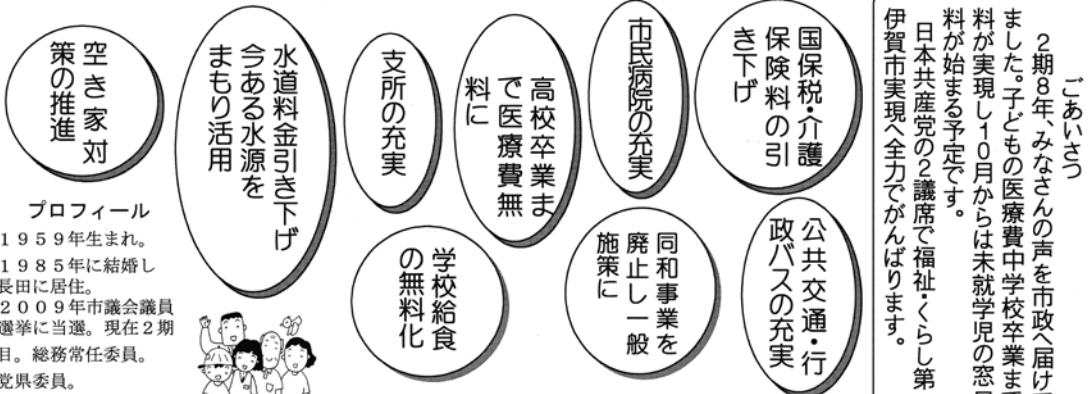 ごあいさつ
2期8年、みなさんの声を市政へ届け
ました。子どもの医療費中学校卒業まで
料が実現し10月からは未就学児の窓
料が始まる予定です。
日本共産党の2議席で福祉・くらし第
伊賀市実現へ全力でがんばります。
国保税・介護
保険料の引
き下げ
市民病院の充実
高校卒業ま
で医療費無
料に
支所の充実
水道料金引き下げ
今ある水源を
まもり活用
空き家対
策の推進
公共交通・行
政バスの充実
同和事業を
廃止し一般
施策に
学校給食
の無料化
プロフィール
1959年生まれ。
1985年に結婚し
長田に居住。
2009年市議会議員
選挙に当選。現在2期
目。総務常任委員。
党県委員。